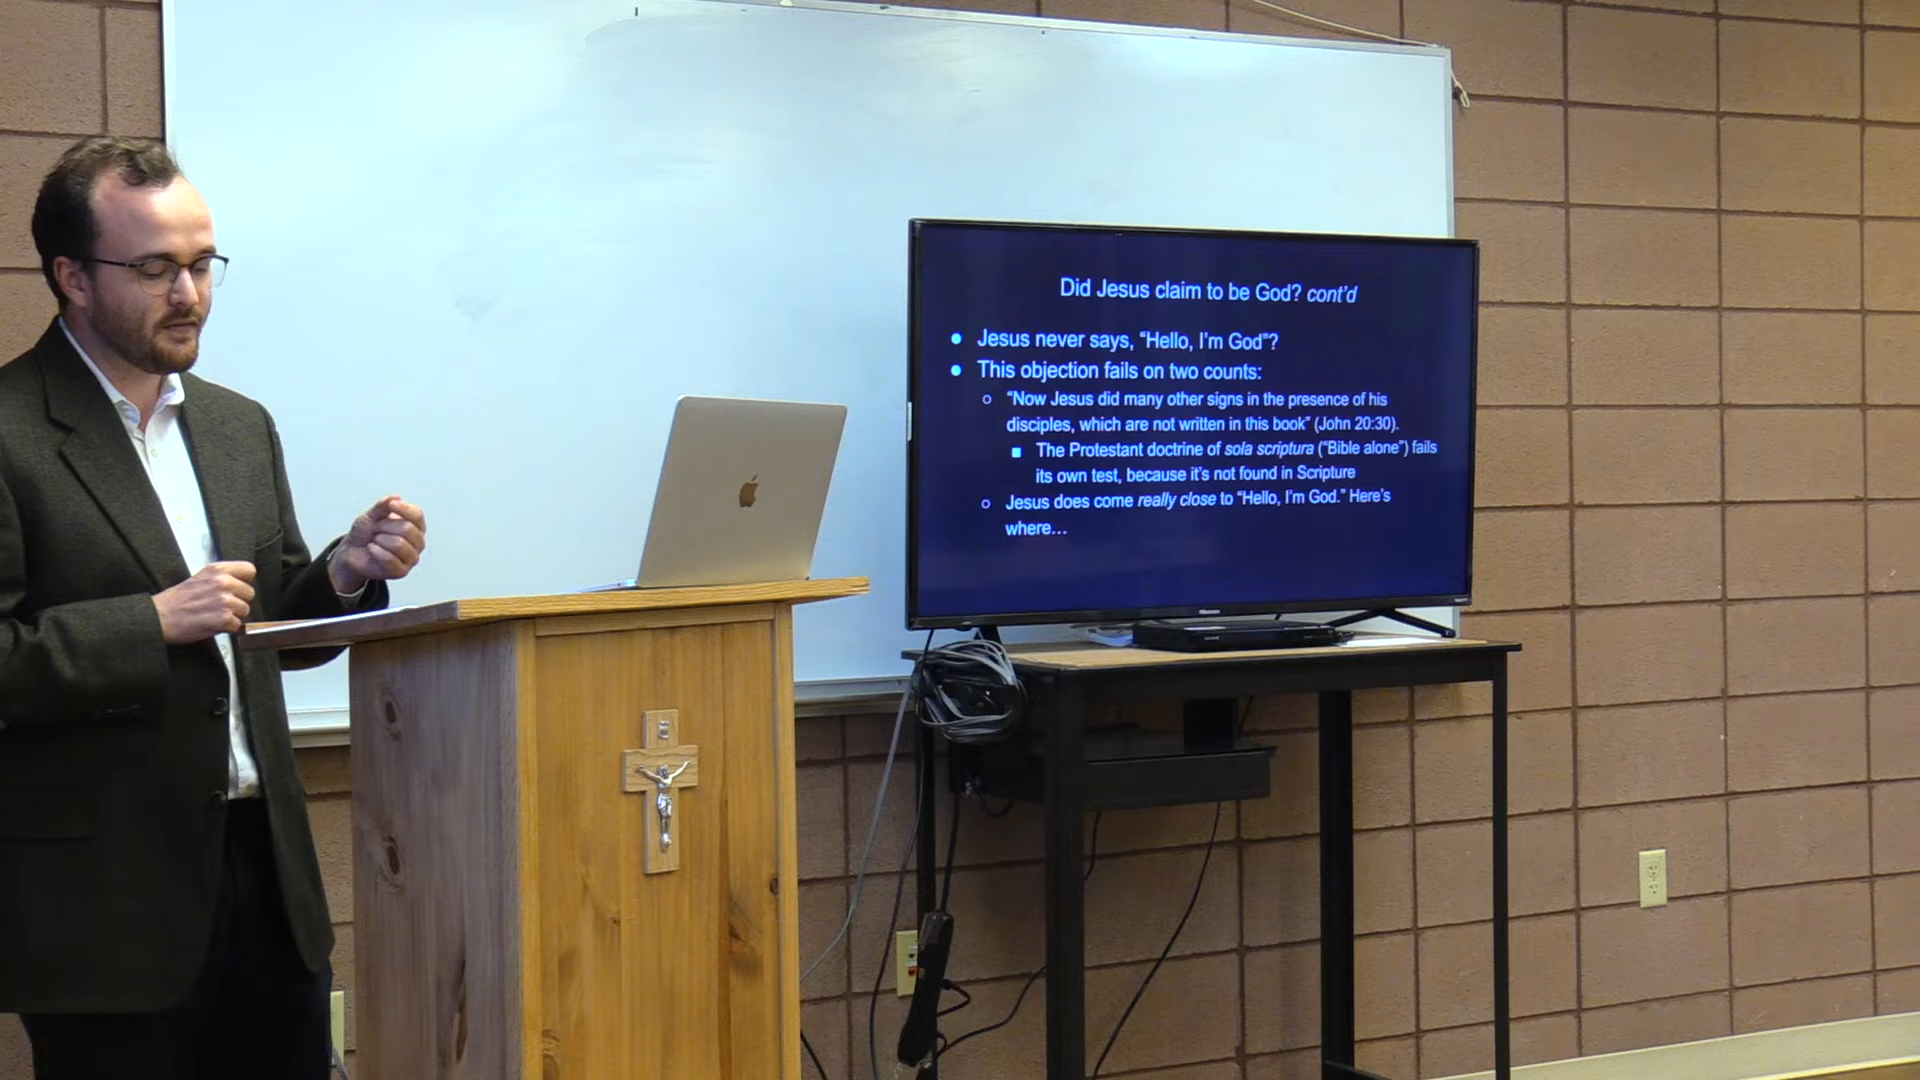 Did Jesus claim to be God? cont'd
● Jesus never says, “Hello, I'm God”?
● This objection fails on two counts:
○ “Now Jesus did many other signs in the presence of his
disciples, which are not written in this book” (John 20:30).
■ The Protestant doctrine of sola scriptura (“Bible alone”) fails
its own test, because it's not found in Scripture
○ Jesus does come really close to “Hello, I'm God.” Here's
where...
Hisense